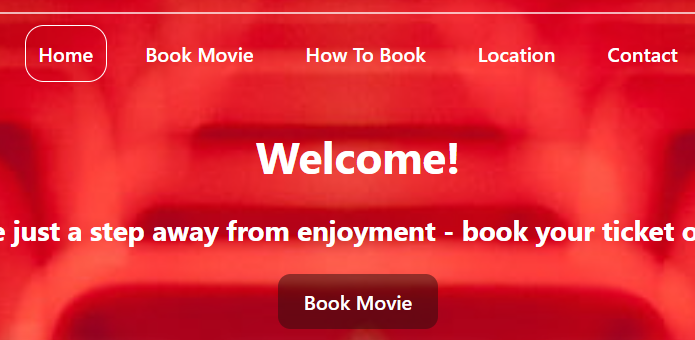 Home Book Movie How To Book Location Contact
Welcome!
just a step away from enjoyment - book your ticket
Book Movie